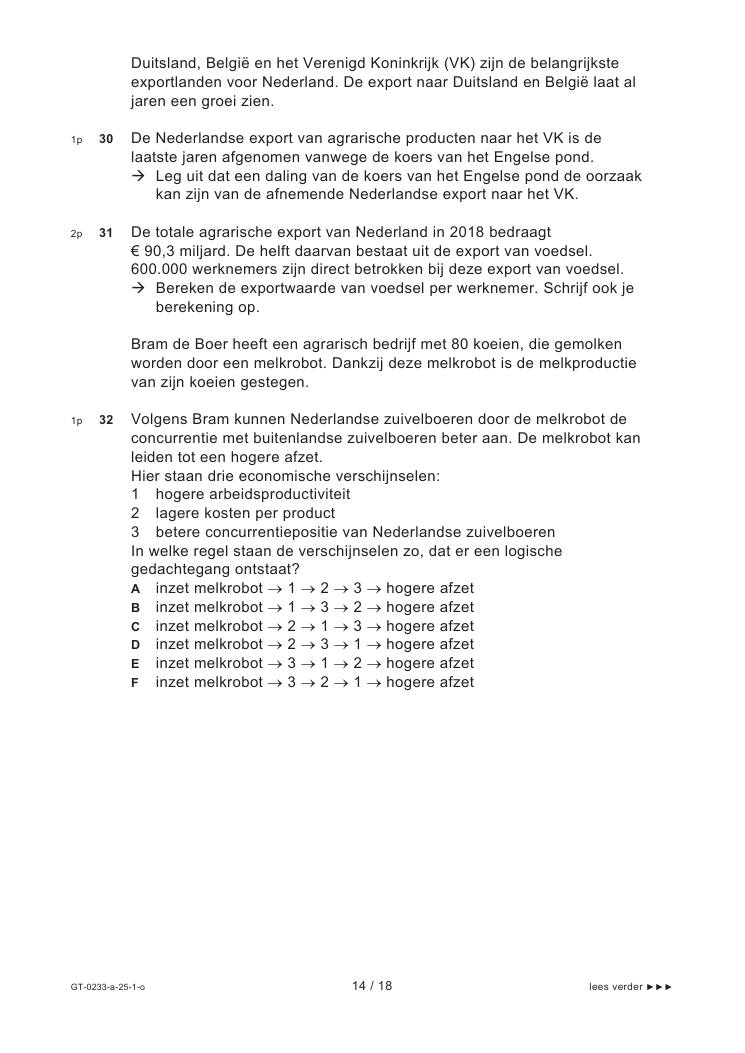 Duitsland, België en het Verenigd Koninkrijk (VK) zijn de belangrijkste
exportlanden voor Nederland. De export naar Duitsland en België laat al
jaren een groei zien.
1p 30 De Nederlandse export van agrarische producten naar het VK is de
laatste jaren afgenomen vanwege de koers van het Engelse pond.
→ Leg uit dat een daling van de koers van het Engelse pond de oorzaak
kan zijn van de afnemende Nederlandse export naar het VK.
2p 31 De totale agrarische export van Nederland in 2018 bedraagt
€ 90,3 miljard. De helft daarvan bestaat uit de export van voedsel.
600.000 werknemers zijn direct betrokken bij deze export van voedsel.
→ Bereken de exportwaarde van voedsel per werknemer. Schrijf ook je
berekening op.
Bram de Boer heeft een agrarisch bedrijf met 80 koeien, die gemolken
worden door een melkrobot. Dankzij deze melkrobot is de melkproductie
van zijn koeien gestegen.
1p 32 Volgens Bram kunnen Nederlandse zuivelboeren door de melkrobot de
concurrentie met buitenlandse zuivelboeren beter aan. De melkrobot kan
leiden tot een hogere afzet.
Hier staan drie economische verschijnselen:
1 hogere arbeidsproductiviteit
2 lagere kosten per product
3 betere concurrentiepositie van Nederlandse zuivelboeren
In welke regel staan de verschijnselen zo, dat er een logische
gedachtegang ontstaat?
A inzet melkrobot → 1 → 2 → 3 → hogere afzet
B inzet melkrobot → 1 → 3 → 2 → hogere afzet
C inzet melkrobot → 2 → 1 → 3 → hogere afzet
D inzet melkrobot → 2 → 3 → 1 → hogere afzet
E inzet melkrobot → 3 → 1 → 2 → hogere afzet
F inzet melkrobot → 3 → 2 → 1 → hogere afzet
GT-0233-a-25-1-o 14 / 18 lees verder ►►►